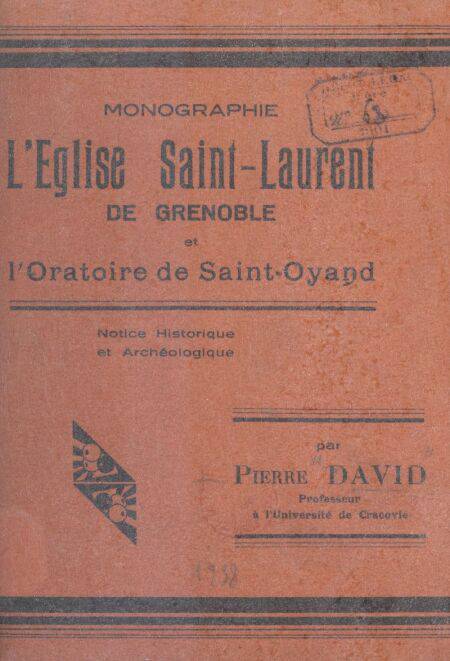 MONOGRAPHIE
L'Eglise Saint-Laurent
DE GRENOBLE
et
l'Oratoire de Saint-Oyand
Notice Historique
et Archéologique
par
PIERRE DAVID
Professeur
à l'Université de Cracovie
1938